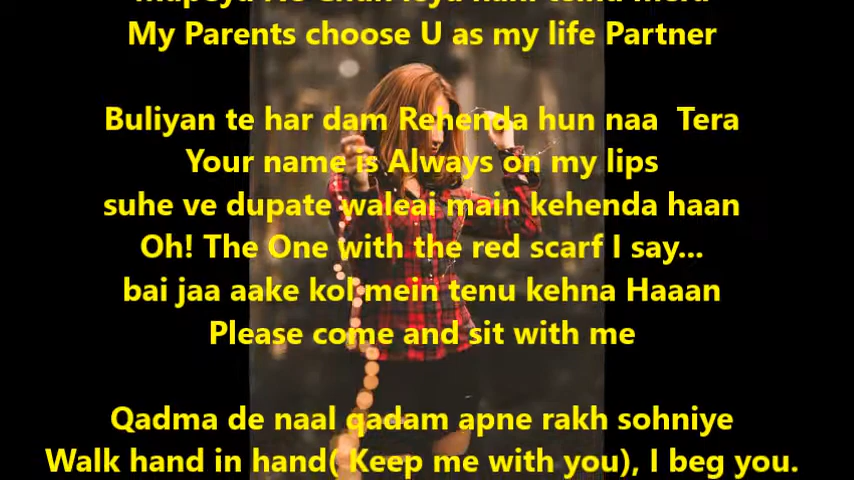 My Parents choose U as my life Partner
Buliyan te har dam Rehenda hun naa Tera
Your name is Always on my lips
suhe ve dupate waleai main kehenda haan
Oh! The One with the red scarf I say...
bai jaa aake kol mein tenu kehna Haaan
Please come and sit with me
Qadma de naal qadam apne rakh sohniye
Walk hand in hand( Keep me with you), I beg you.